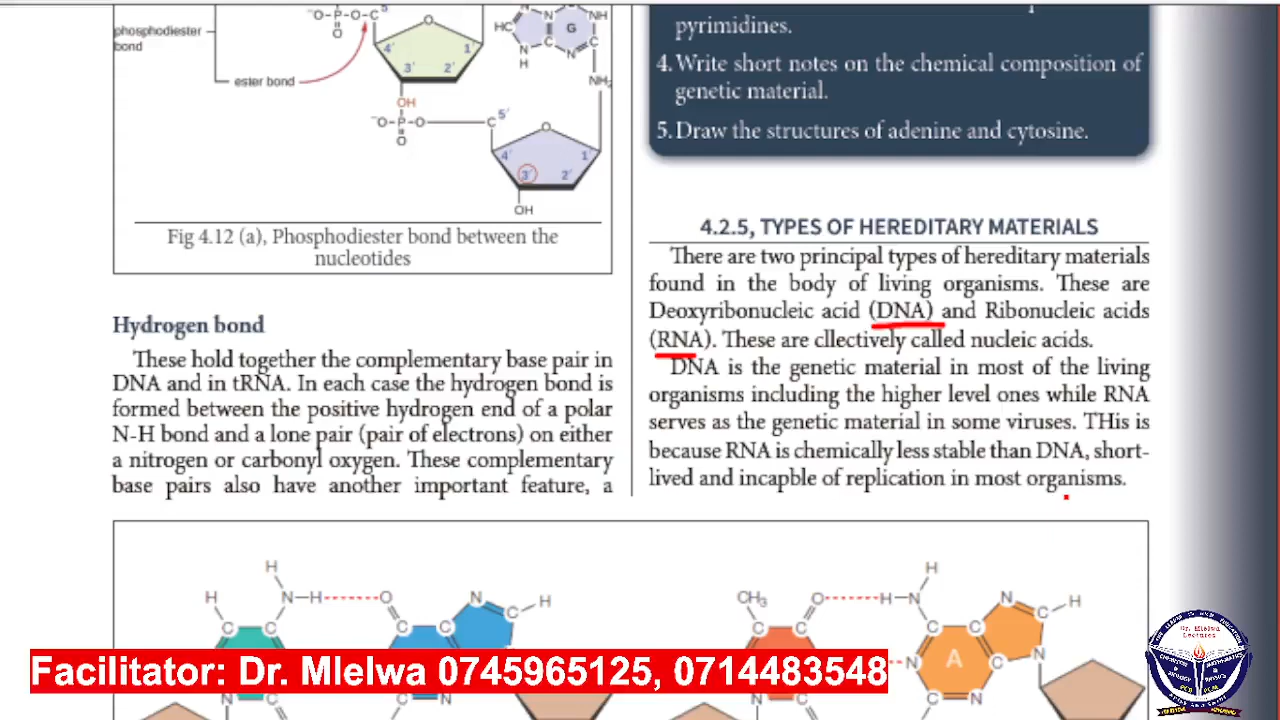 phosphodiester
bond
ester bond
⁻O-P-O-C 5′
O
4′ 1′
3′ 2′
O
HC
N
H
N
C
G
NH
C
N
NH₂
OH
⁻O-P-O
C 5′
O
O
4′ 1′
3′ 2′
OH
Fig 4.12 (a), Phosphodiester bond between the
nucleotides
Hydrogen bond
These hold together the complementary base pair in
DNA and in tRNA. In each case the hydrogen bond is
formed between the positive hydrogen end of a polar
N-H bond and a lone pair (pair of electrons) on either
a nitrogen or carbonyl oxygen. These complementary
base pairs also have another important feature, a
pyrimidines.
4. Write short notes on the chemical composition of
genetic material.
5. Draw the structures of adenine and cytosine.
4.2.5, TYPES OF HEREDITARY MATERIALS
There are two principal types of hereditary materials
found in the body of living organisms. These are
Deoxyribonucleic acid (DNA) and Ribonucleic acids
(RNA). These are cllectively called nucleic acids.
DNA is the genetic material in most of the living
organisms including the higher level ones while RNA
serves as the genetic material in some viruses. THis is
because RNA is chemically less stable than DNA, short-
lived and incapble of replication in most organisms.
H
H N-H O N C H
C C C C
CH₃ O H-N H N C H
C C C C
N A C N
N C N
Facilitator: Dr. Mlelwa 0745965125, 0714483548
Dr. Mlelwa
Lectures